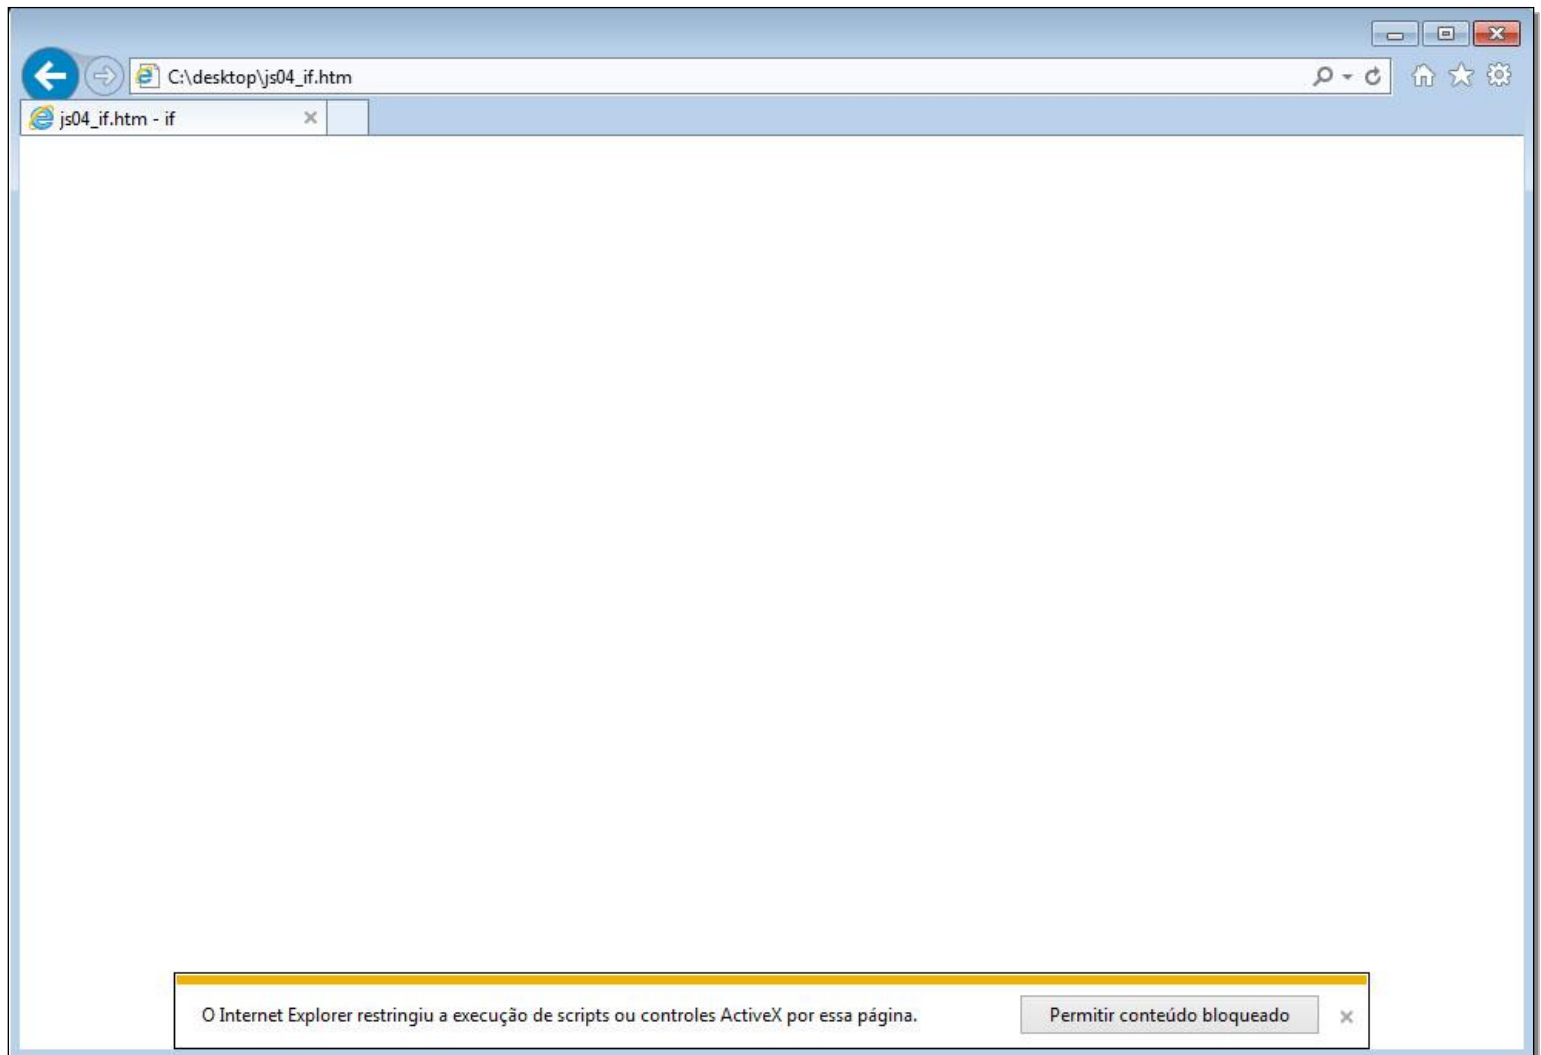 C:\desktop\js04_if.htm
js04_if.htm - if
O Internet Explorer restringiu a execução de scripts ou controles ActiveX por essa página.
Permitir conteúdo bloqueado